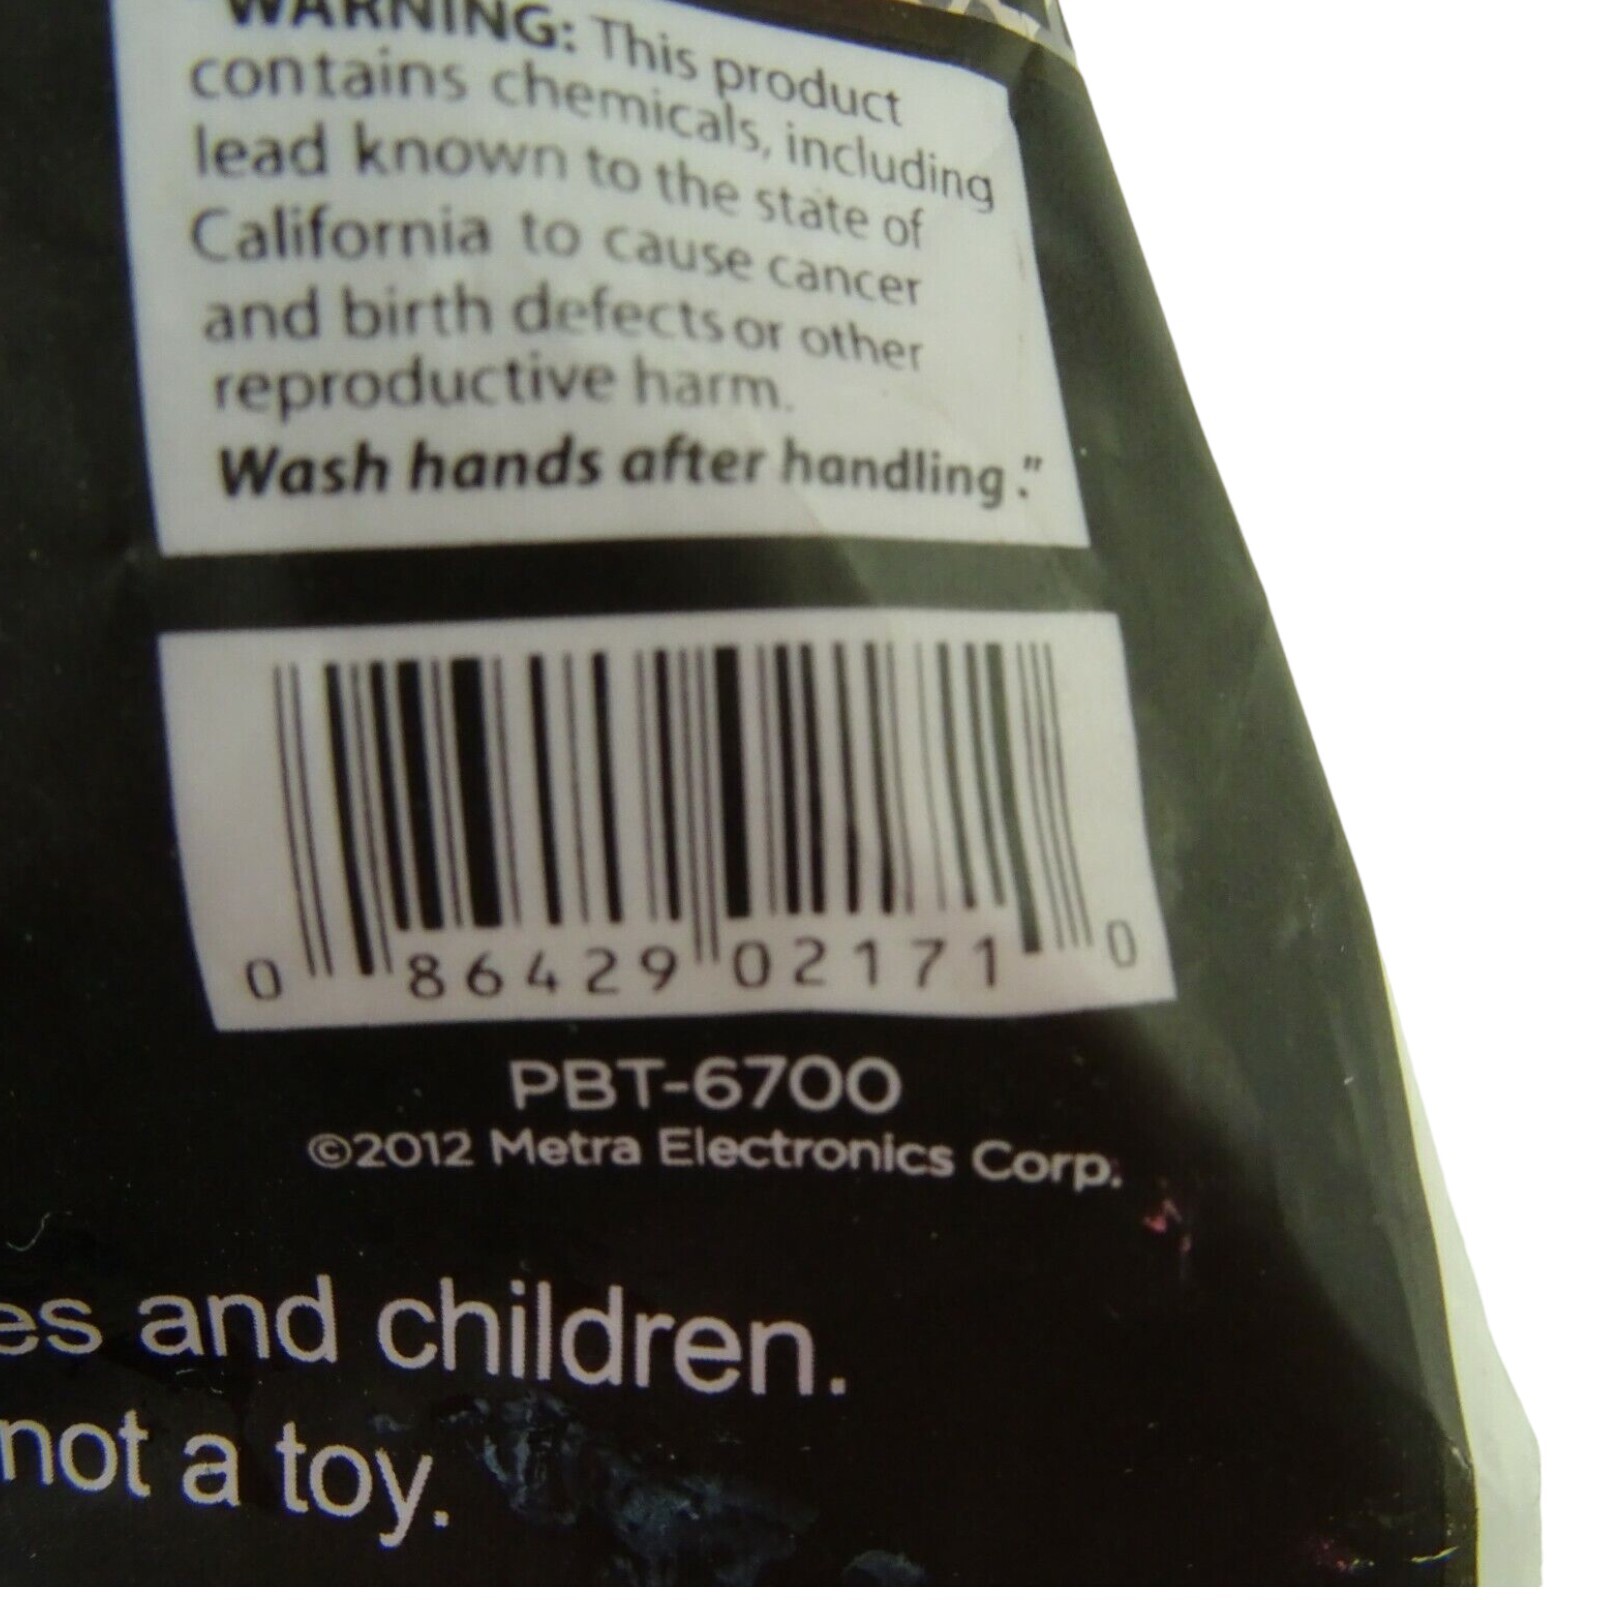 WARNING: This product
contains chemicals, including
lead known to the state of
California to cause cancer
and birth defects or other
reproductive harm.
Wash hands after handling."
0 86429 02171 0
PBT-6700
©2012 Metra Electronics Corp.
es and children.
not a toy.